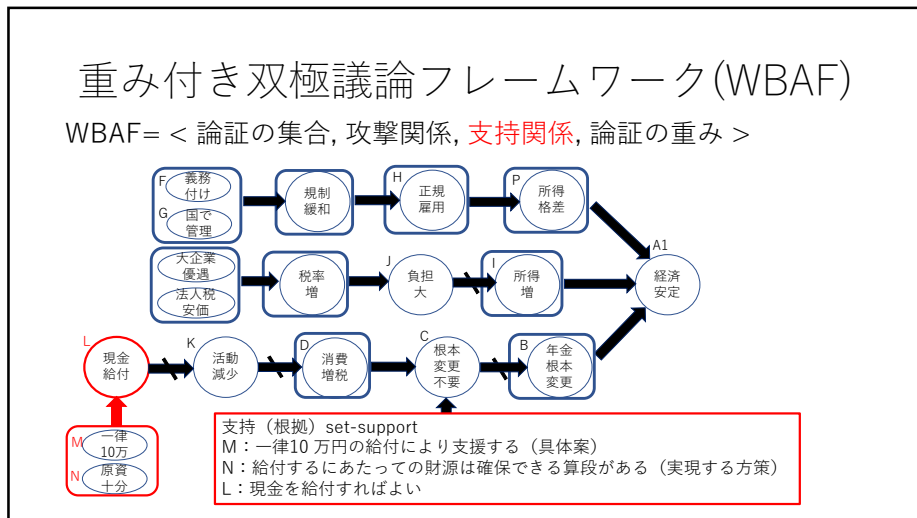 重み付き双極議論フレームワーク(WBAF)
WBAF= < 論証の集合, 攻撃関係, 支持関係, 論証の重み >
F
義務
付け
G
国で
管理
規制
緩和
H
正規
雇用
P
所得
格差
A1
経済
安定
大企業
優遇
法人税
安価
税率
増
J
負担
大
I
所得
増
L
現金
給付
K
活動
減少
D
消費
増税
C
根本
変更
不要
B
年金
根本
変更
M
一律
10万
N
原資
十分
支持（根拠）set-support
M：一律10 万円の給付により支援する（具体案）
N：給付するにあたっての財源は確保できる算段がある（実現する方策）
L：現金を給付すればよい